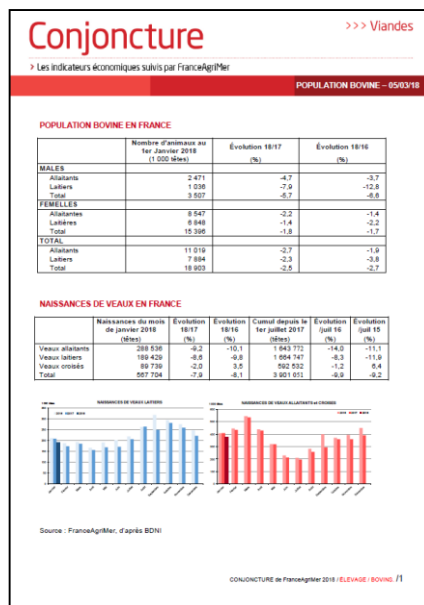 Conjoncture
>>> Viandes
> Les indicateurs économiques suivis par FranceAgriMer
POPULATION BOVINE – 05/03/18
POPULATION BOVINE EN FRANCE
Nombre d'animaux au 1er Janvier 2018 (1 000 têtes) Évolution 18/17 (%) Évolution 18/16 (%)
MALES
Allaitants 2 471 -4,7 -3,7
Laitiers 1 036 -7,9 -12,8
Total 3 507 -5,7 -6,6
FEMELLES
Allaitantes 8 547 -2,2 -1,4
Laitières 6 848 -1,4 -2,2
Total 15 396 -1,8 -1,7
TOTAL
Allaitants 11 019 -2,7 -1,9
Laitiers 7 884 -2,3 -3,8
Total 18 903 -2,5 -2,7
NAISSANCES DE VEAUX EN FRANCE
Naissances du mois de janvier 2018 (têtes) Évolution 18/17 (%) Évolution 18/16 (%) Cumul depuis le 1er juillet 2017 (têtes) Évolution /juil 16 (%) Évolution /juil 15 (%)
Veaux allaitants 288 536 -9,2 -10,1 1 643 772 -14,0 -11,1
Veaux laitiers 189 429 -8,6 -9,8 1 664 747 -8,3 -11,9
Veaux croisés 89 739 -2,0 3,5 592 532 -1,2 6,4
Total 567 704 -7,9 -8,1 3 901 051 -9,9 -9,2
NAISSANCES DE VEAUX LAITIERS
NAISSANCES DE VEAUX ALLAITANTS et CROISES
Source : FranceAgriMer, d'après BDNI
CONJONCTURE de FranceAgriMer 2018 / ÉLEVAGE / BOVINS /1